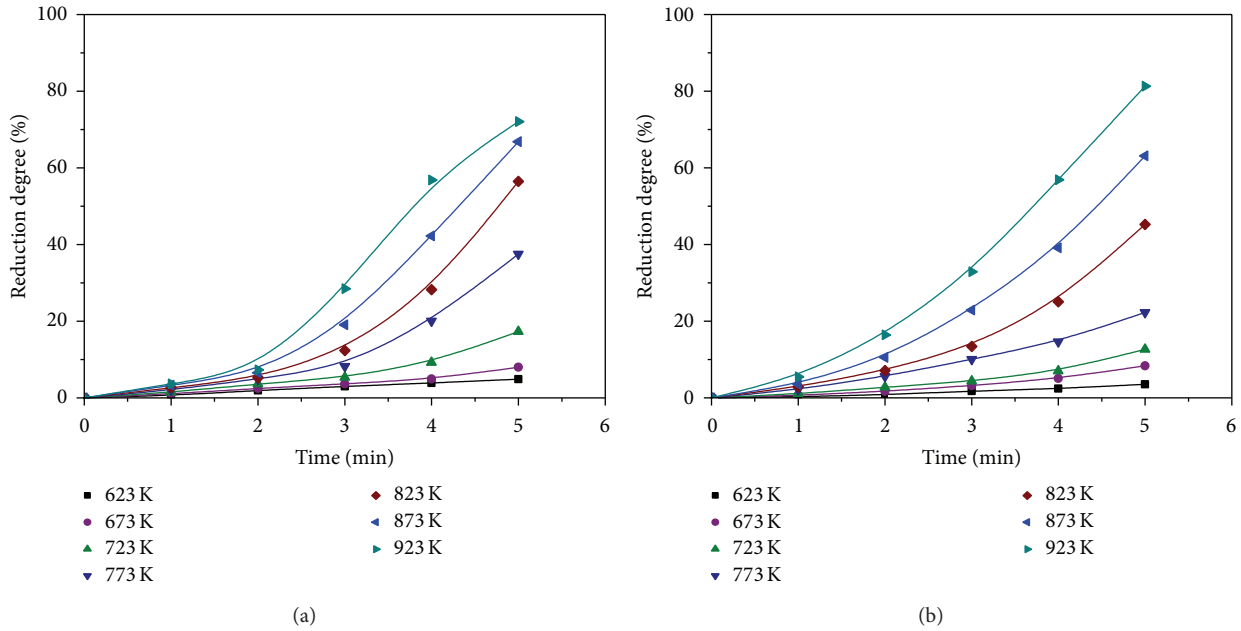 100
80
60
40
20
0
Reduction degree (%)
0 1 2 3 4 5 6
Time (min)
623 K
673 K
723 K
773 K
823 K
873 K
923 K
(a)
100
80
60
40
20
0
Reduction degree (%)
0 1 2 3 4 5 6
Time (min)
623 K
673 K
723 K
773 K
823 K
873 K
923 K
(b)